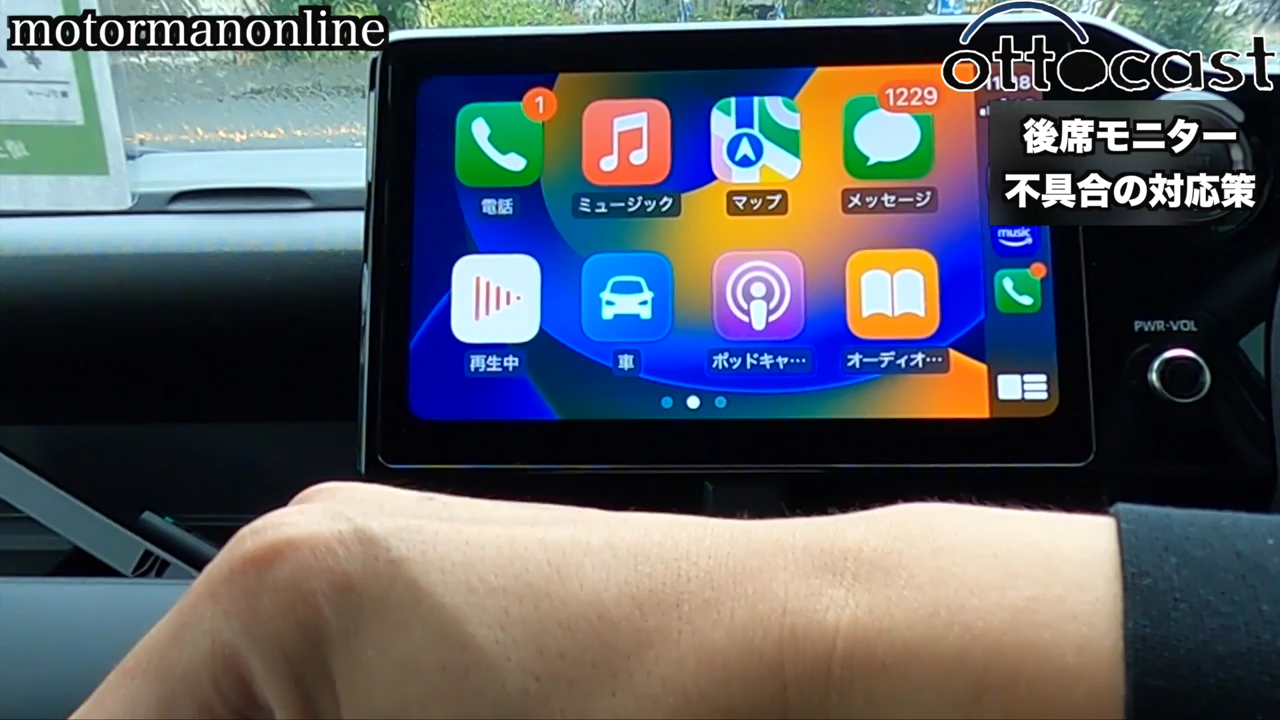 motormanonline
ottocast
後席モニター
不具合の対応策
1
1229
電話
ミュージック
マップ
メッセージ
music
再生中
車
ポッドキャ…
オーディオ…
PWR·VOL